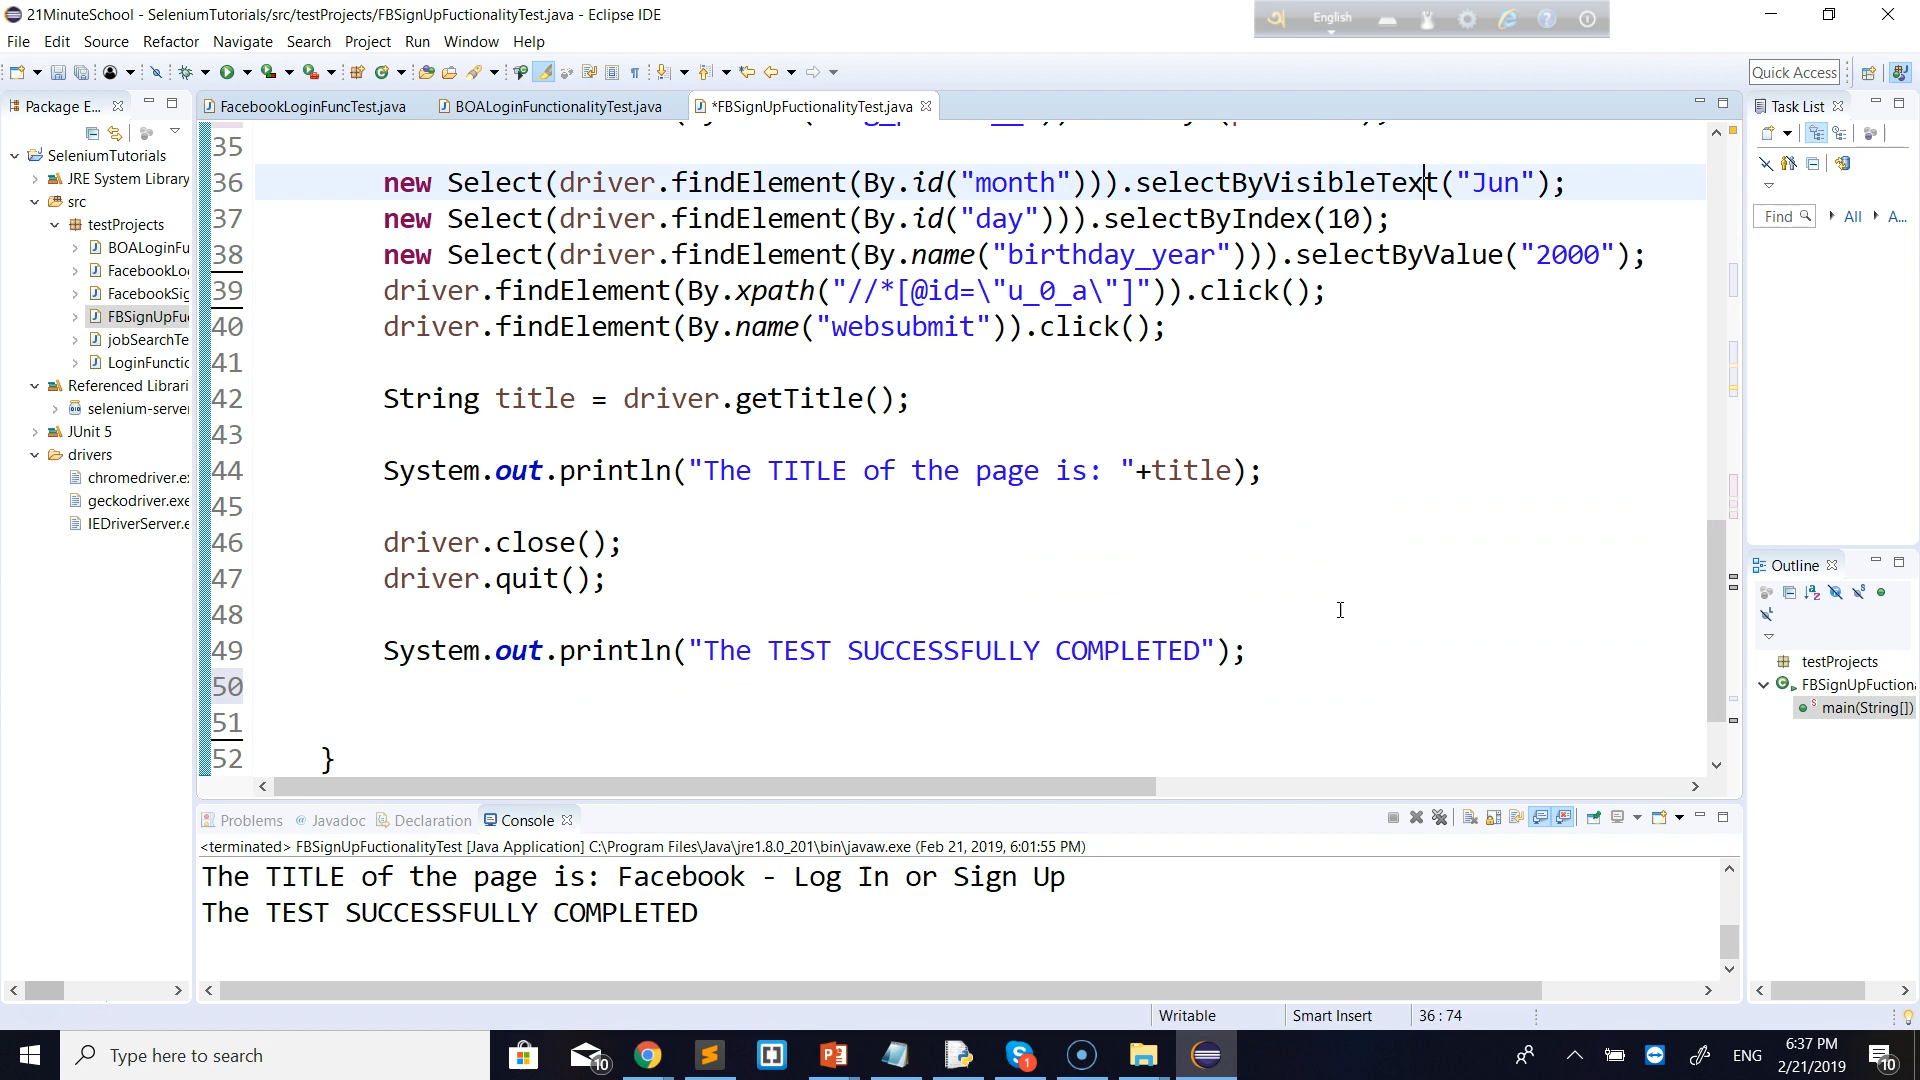 21MinuteSchool - SeleniumTutorials/src/testProjects/FBSignUpFuctionalityTest.java - Eclipse IDE
English
File Edit Source Refactor Navigate Search Project Run Window Help
Quick Access
Package E...
FacebookLoginFuncTest.java
BOALoginFunctionalityTest.java
*FBSignUpFuctionalityTest.java
Task List
SeleniumTutorials
JRE System Library
src
testProjects
BOALoginFu
FacebookLo
FacebookSig
FBSignUpFu
jobSearchTe
LoginFunctic
Referenced Librari
selenium-server
JUnit 5
drivers
chromedriver.e
geckodriver.exe
IEDriverServer.e
35
36 new Select(driver.findElement(By.id("month"))).selectByVisibleText("Jun");
37 new Select(driver.findElement(By.id("day"))).selectByIndex(10);
38 new Select(driver.findElement(By.name("birthday_year"))).selectByValue("2000");
39 driver.findElement(By.xpath("//*[@id=\"u_0_a\"]")).click();
40 driver.findElement(By.name("websubmit")).click();
41
42 String title = driver.getTitle();
43
44 System.out.println("The TITLE of the page is: "+title);
45
46 driver.close();
47 driver.quit();
48
49 System.out.println("The TEST SUCCESSFULLY COMPLETED");
50
51
52 }
Find All A...
Outline
testProjects
FBSignUpFuction
main(String[])
Problems @ Javadoc Declaration Console
<terminated> FBSignUpFuctionalityTest [Java Application] C:\Program Files\Java\jre1.8.0_201\bin\javaw.exe (Feb 21, 2019, 6:01:55 PM)
The TITLE of the page is: Facebook - Log In or Sign Up
The TEST SUCCESSFULLY COMPLETED
Writable Smart Insert 36 : 74
Type here to search
10
1
ENG
6:37 PM
2/21/2019
10